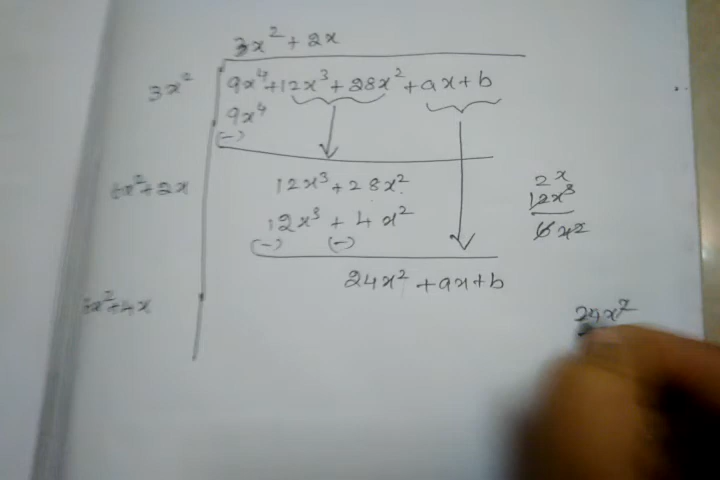 3x² + 2x
3x² 9x⁴+12x³+28x²+ax+b
9x⁴
(-)
6x²+2x 12x³+28x²
12x³ + 4x²
(-) (-)
24x²+ax+b
6x²+4x
2x
12x³
6x²
24x²